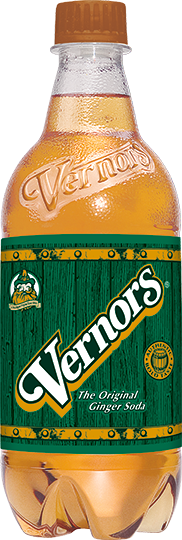 Vernors
Vernors®
The Original
Ginger Soda